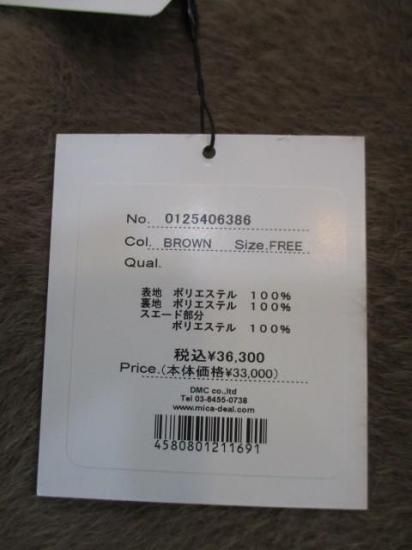 No. 0125406386
Col. BROWN Size.FREE
Qual.
表地 ポリエステル 100%
裏地 ポリエステル 100%
スエード部分
ポリエステル 100%
税込¥36,300
Price.(本体価格¥33,000)
DMC co.,ltd
Tel 03-6455-0738
www.mica-deal.com
4580801211691